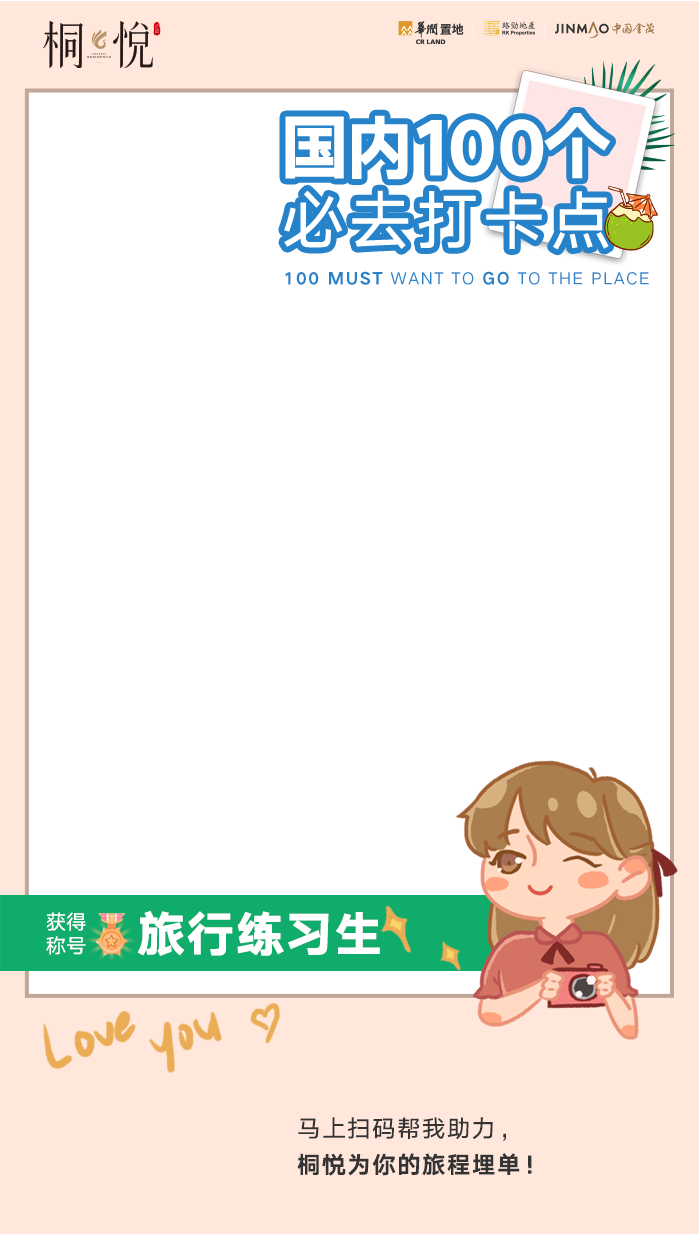 桐悦
華潤置地
CR LAND
路劲地産
RK Properties
JINMAO 中国金茂
国内100个
必去打卡点
100 MUST WANT TO GO TO THE PLACE
获得
称号
旅行练习生
Love you
马上扫码帮我助力，
桐悦为你的旅程埋单！